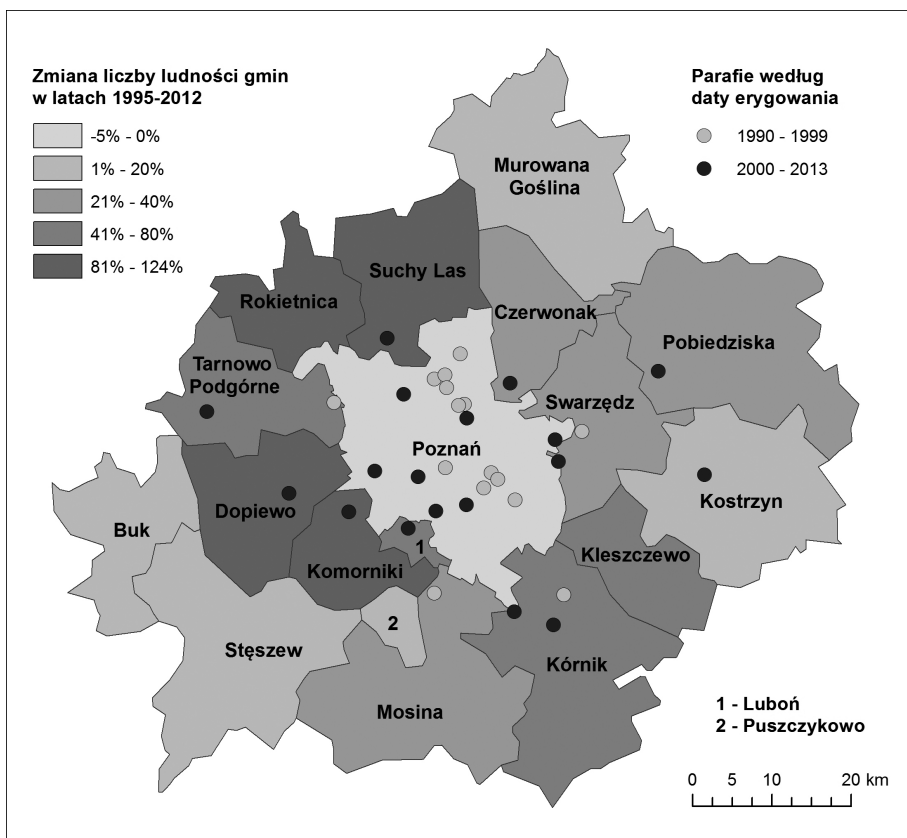 Zmiana liczby ludności gmin
w latach 1995-2012
-5% - 0%
1% - 20%
21% - 40%
41% - 80%
81% - 124%
Parafie według
daty erygowania
1990 - 1999
2000 - 2013
Murowana
Goślina
Suchy Las
Rokietnica
Czerwonak
Pobiedziska
Tarnowo
Podgórne
Swarzędz
Poznań
Kostrzyn
Dopiewo
Buk
1
Kleszczewo
Komorniki
2
Stęszew
Kórnik
Mosina
1 - Luboń
2 - Puszczykowo
0 5 10 20 km